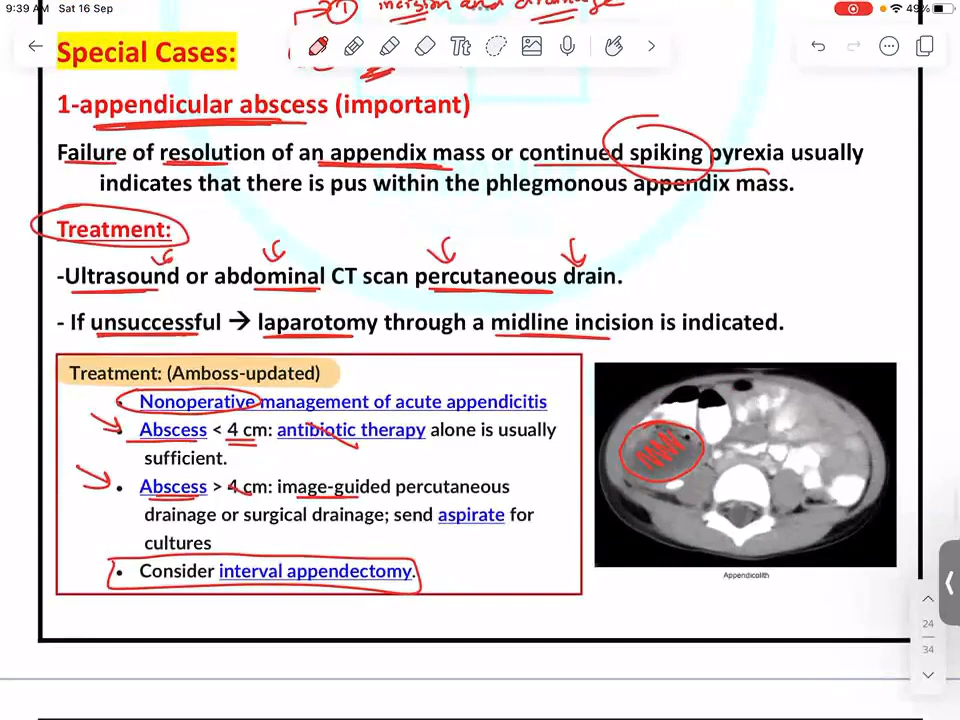 9:39 AM Sat 16 Sep 49%
① incision and drainage
Special Cases:
Tt
1-appendicular abscess (important)
Failure of resolution of an appendix mass or continued spiking pyrexia usually
indicates that there is pus within the phlegmonous appendix mass.
Treatment:
-Ultrasound or abdominal CT scan percutaneous drain.
- If unsuccessful → laparotomy through a midline incision is indicated.
Treatment: (Amboss-updated)
• Nonoperative management of acute appendicitis
• Abscess < 4 cm: antibiotic therapy alone is usually
sufficient.
• Abscess > 4 cm: image-guided percutaneous
drainage or surgical drainage; send aspirate for
cultures
• Consider interval appendectomy.
Appendicolith
24
34